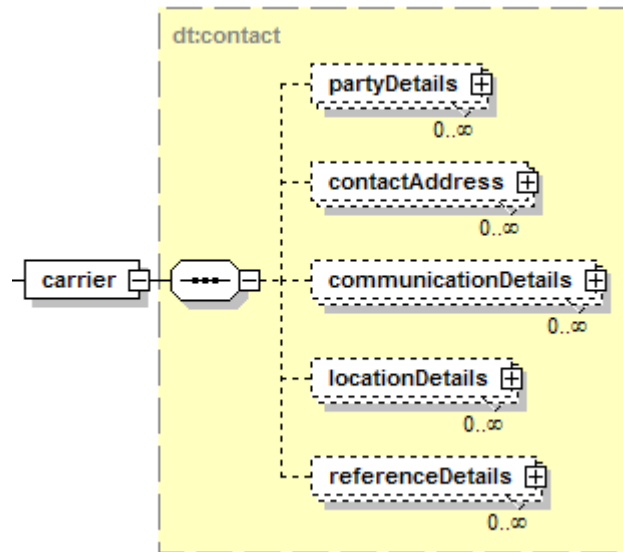 dt:contact
partyDetails
0..∞
contactAddress
0..∞
carrier
communicationDetails
0..∞
locationDetails
0..∞
referenceDetails
0..∞